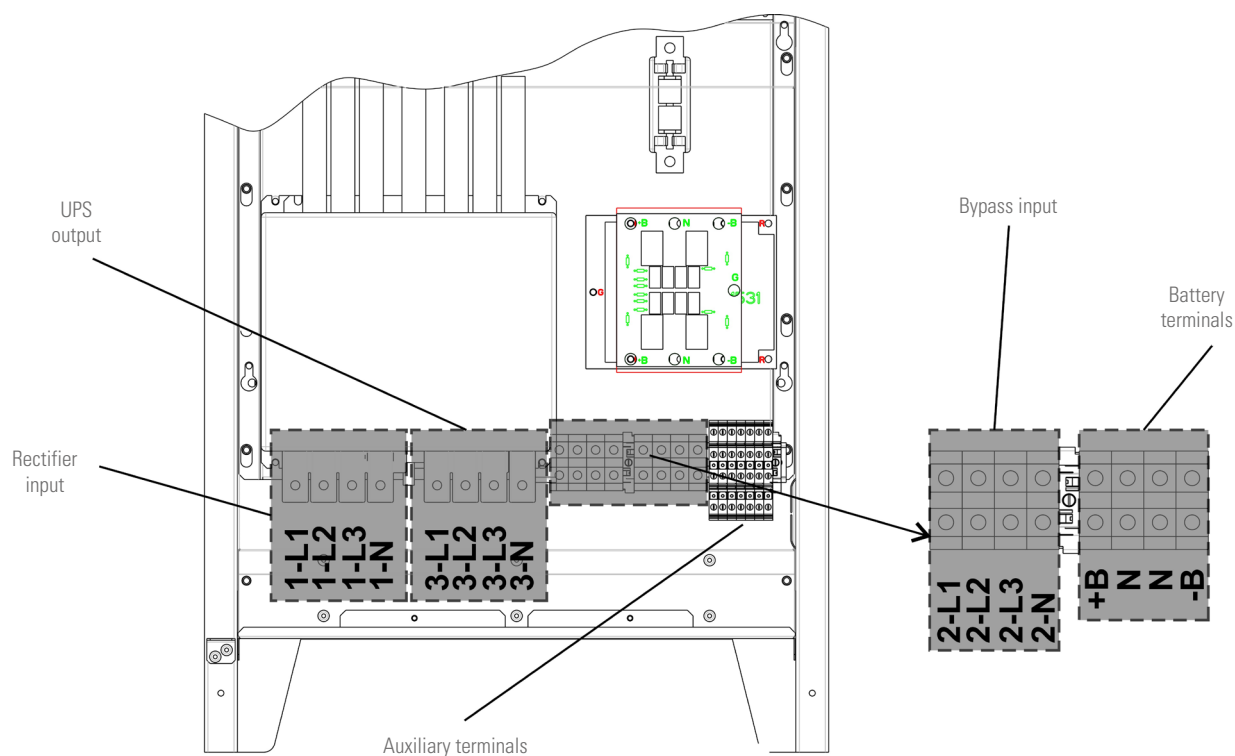 UPS
output
Bypass input
Battery
terminals
+B
N
-B
R
G
G
+B
N
-B
R
Rectifier
input
1-L1
1-L2
1-L3
1-N
3-L1
3-L2
3-L3
3-N
2-L1
2-L2
2-L3
2-N
+B
N
N
-B
Auxiliary terminals